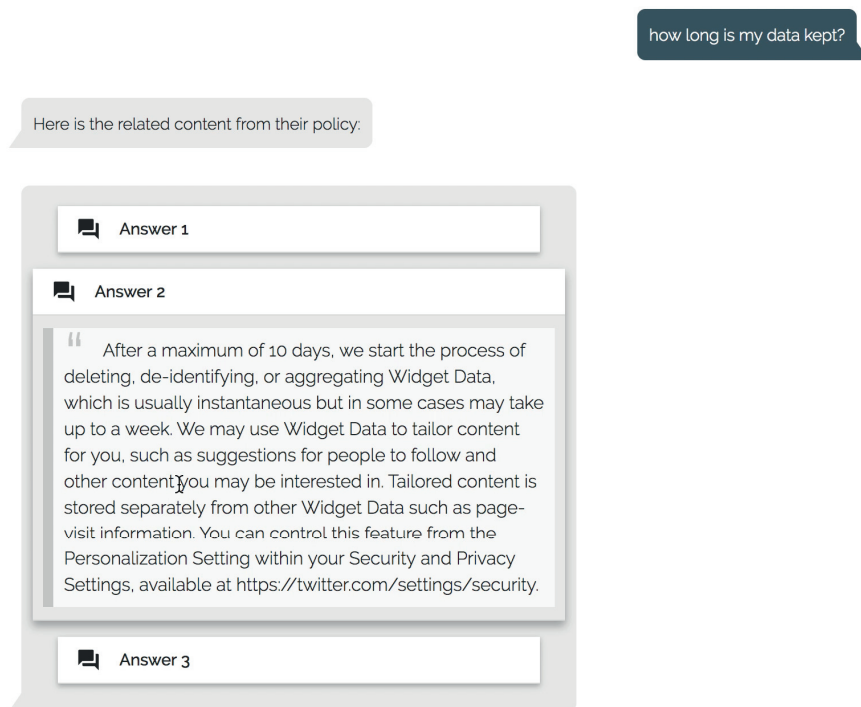 how long is my data kept?
Here is the related content from their policy:
Answer 1
Answer 2
“ After a maximum of 10 days, we start the process of
deleting, de-identifying, or aggregating Widget Data,
which is usually instantaneous but in some cases may take
up to a week. We may use Widget Data to tailor content
for you, such as suggestions for people to follow and
other content you may be interested in. Tailored content is
stored separately from other Widget Data such as page-
visit information. You can control this feature from the
Personalization Setting within your Security and Privacy
Settings, available at https://twitter.com/settings/security.
Answer 3